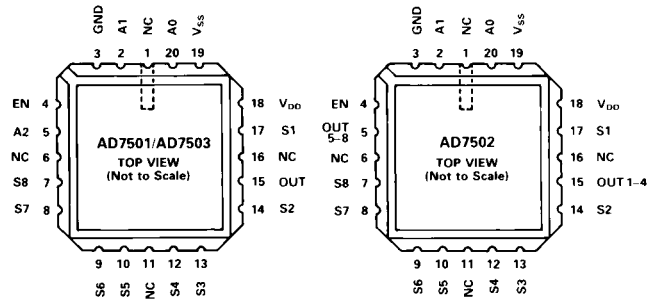 GND A1 NC A0 VSS
3 2 1 20 19
EN 4
A2 5
NC 6
S8 7
S7 8
AD7501/AD7503
TOP VIEW
(Not to Scale)
18 VDD
17 S1
16 NC
15 OUT
14 S2
9 10 11 12 13
S6 S5 NC S4 S3
GND A1 NC A0 VSS
3 2 1 20 19
EN 4
OUT
5–8 5
NC 6
S8 7
S7 8
AD7502
TOP VIEW
(Not to Scale)
18 VDD
17 S1
16 NC
15 OUT 1–4
14 S2
9 10 11 12 13
S6 S5 NC S4 S3